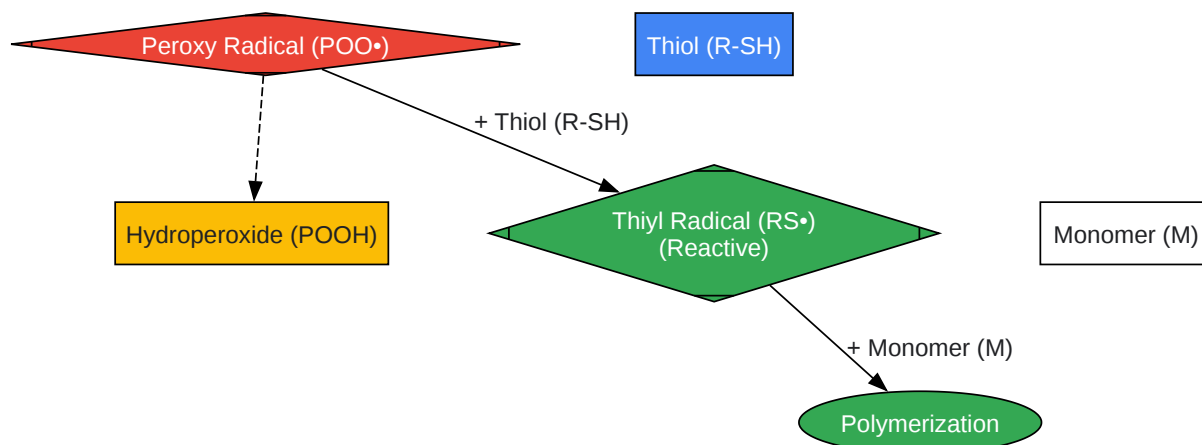 Peroxy Radical (POO•)
Thiol (R-SH)
+ Thiol (R-SH)
Hydroperoxide (POOH)
Thiyl Radical (RS•)
(Reactive)
Monomer (M)
+ Monomer (M)
Polymerization